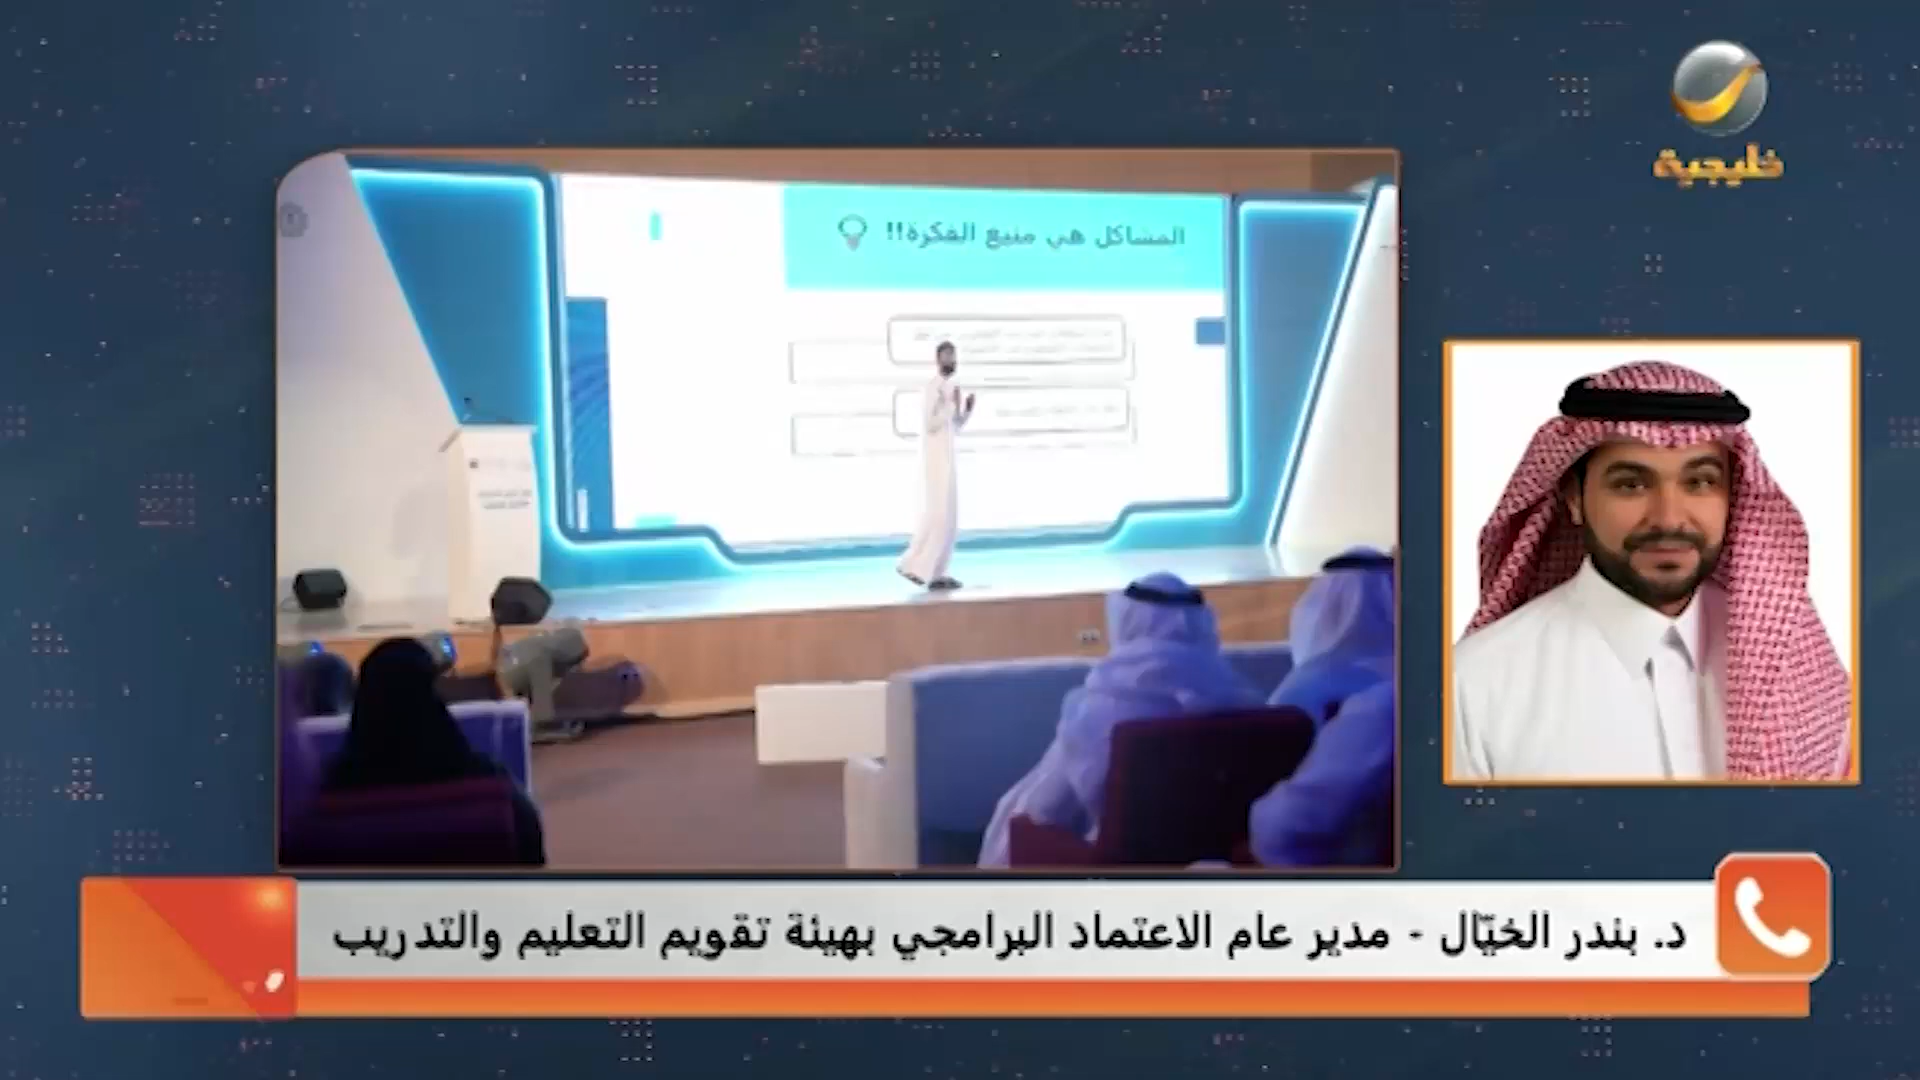 خليجية
المشاكل هي منبع الفكرة!!
د. بندر الخيّال - مدير عام الاعتماد البرامجي بهيئة تقويم التعليم والتدريب